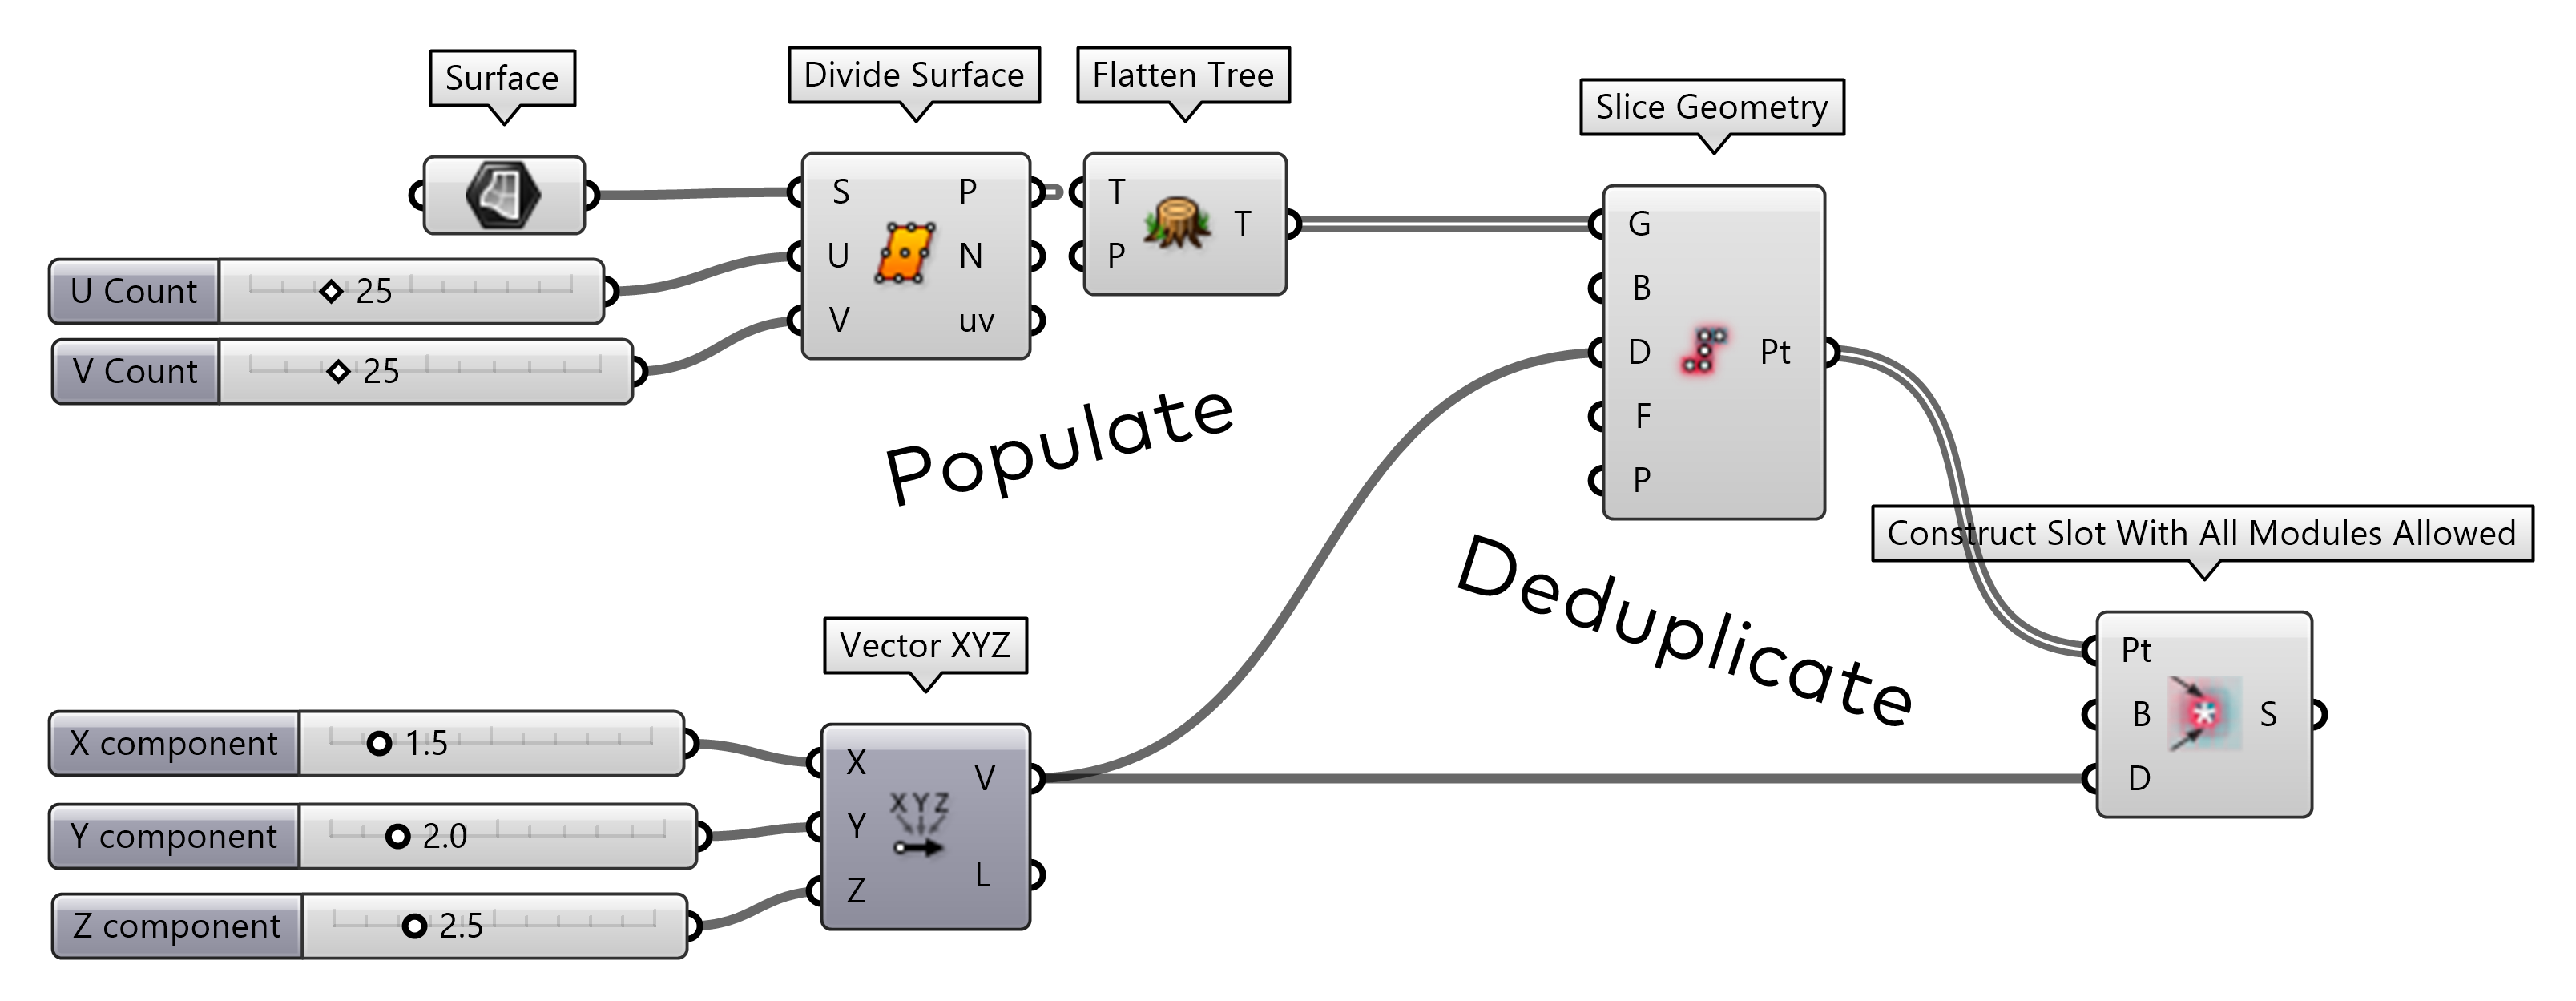 Surface
Divide Surface
Flatten Tree
Slice Geometry
S
P
U
N
V
uv
T
P
T
G
B
D
F
P
Pt
U Count 25
V Count 25
Populate
Deduplicate
Construct Slot With All Modules Allowed
Vector XYZ
X component 1.5
Y component 2.0
Z component 2.5
X
Y
Z
X Y Z
V
L
Pt
B
D
S